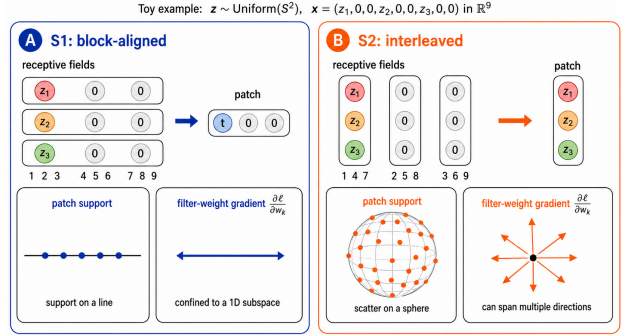 Toy example: z ~ Uniform(S²), x = (z₁,0,0,z₂,0,0,z₃,0,0) in ℝ⁹
A S1: block-aligned
receptive fields
z₁ 0 0
z₂ 0 0
z₃ 0 0
1 2 3 4 5 6 7 8 9
patch
t 0 0
patch support
support on a line
filter-weight gradient ∂ℓ/∂wₖ
confined to a 1D subspace
B S2: interleaved
receptive fields
z₁ 0 0
z₂ 0 0
z₃ 0 0
1 4 7 2 5 8 3 6 9
patch
z₁
z₂
z₃
patch support
scatter on a sphere
filter-weight gradient ∂ℓ/∂wₖ
can span multiple directions